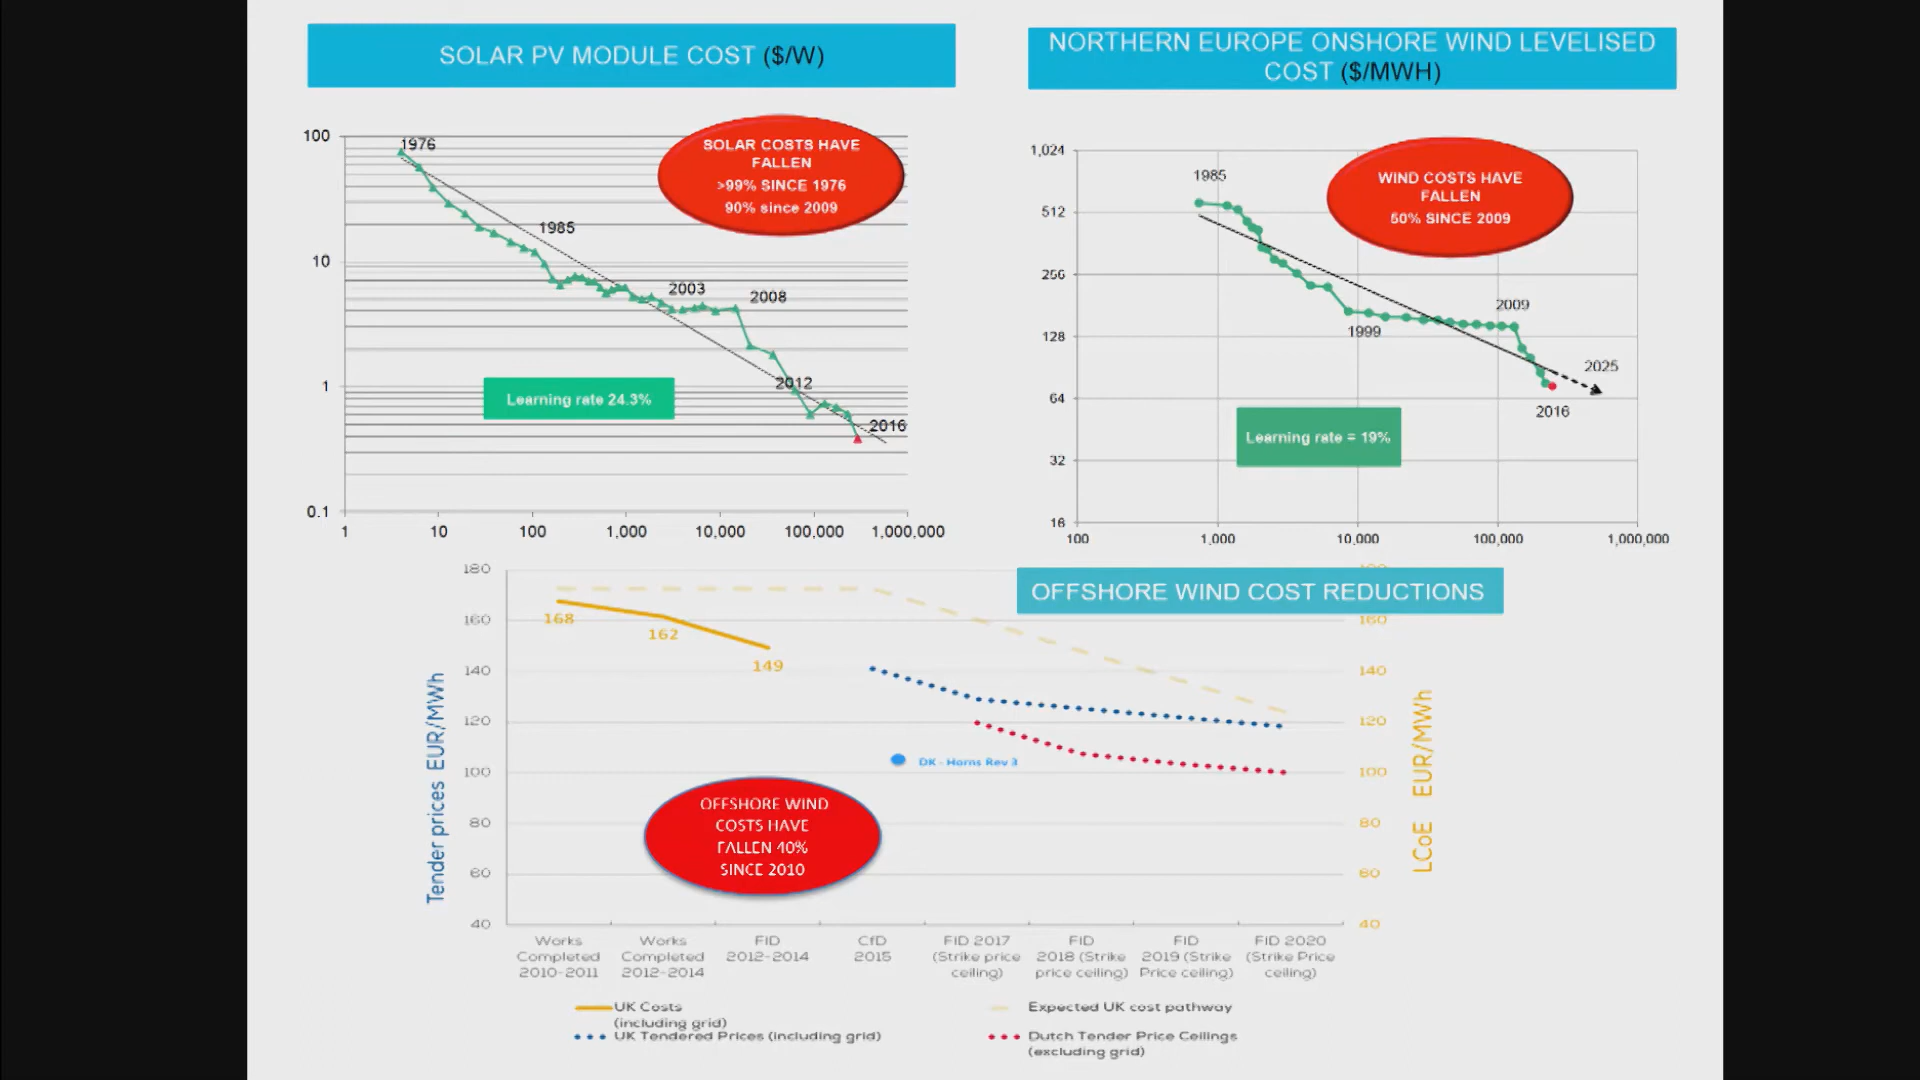 SOLAR PV MODULE COST ($/W)
100
10
1
0.1
1
10
100
1,000
10,000
100,000
1,000,000
1976
1985
2003
2008
2012
2016
SOLAR COSTS HAVE
FALLEN
>99% SINCE 1976
90% since 2009
Learning rate 24.3%
NORTHERN EUROPE ONSHORE WIND LEVELISED
COST ($/MWH)
1,024
512
256
128
64
32
16
100
1,000
10,000
100,000
1,000,000
1985
1999
2009
2025
2016
WIND COSTS HAVE
FALLEN
50% SINCE 2009
Learning rate = 19%
OFFSHORE WIND COST REDUCTIONS
Tender prices EUR/MWh
180
160
140
120
100
80
60
40
168
162
149
DK - Horns Rev 3
OFFSHORE WIND
COSTS HAVE
FALLEN 40%
SINCE 2010
160
140
120
100
80
60
40
LCoE EUR/MWh
Works
Completed
2010-2011
Works
Completed
2012-2014
FID
2012-2014
CfD
2015
FID 2017
(Strike price
ceiling)
FID
2018 (Strike
price ceiling)
FID
2019 (Strike
Price ceiling)
FID 2020
(Strike Price
ceiling)
UK Costs
(including grid)
UK Tendered Prices (including grid)
Expected UK cost pathway
Dutch Tender Price Ceilings
(excluding grid)